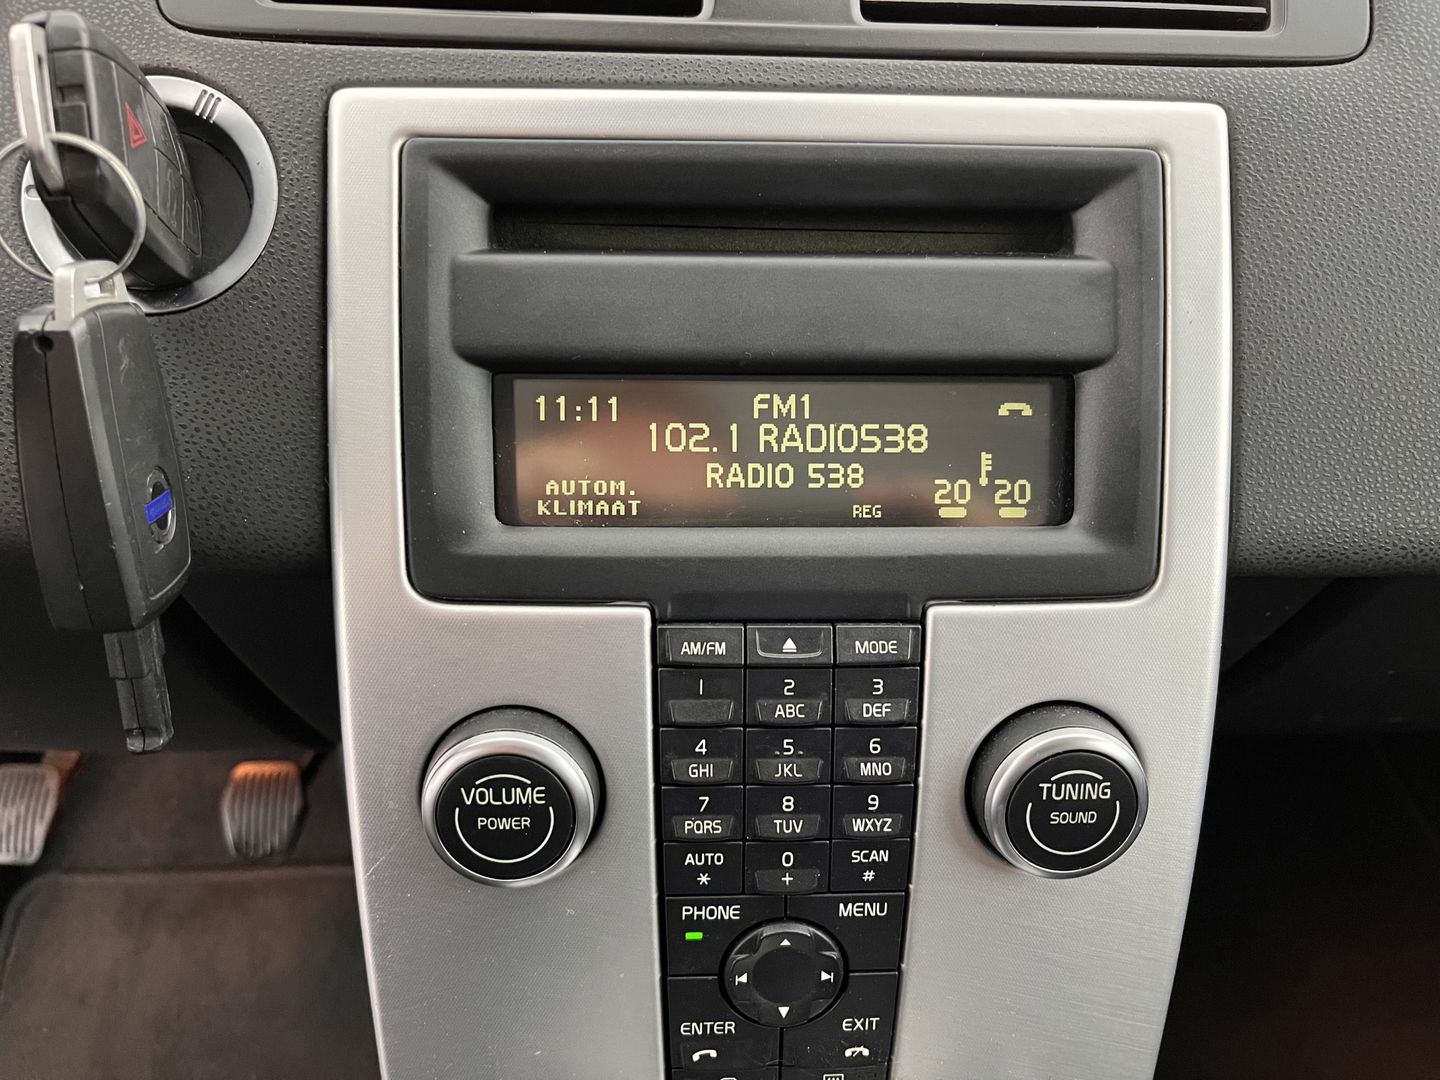 11:11 FM1
102.1 RADIO538
RADIO 538
AUTOM.
KLIMAAT
REG
20 20
AM/FM MODE
1 2 3
ABC DEF
4 5 6
GHI JKL MNO
7 8 9
PQRS TUV WXYZ
AUTO 0 SCAN
* + #
PHONE MENU
ENTER EXIT
VOLUME
POWER
TUNING
SOUND